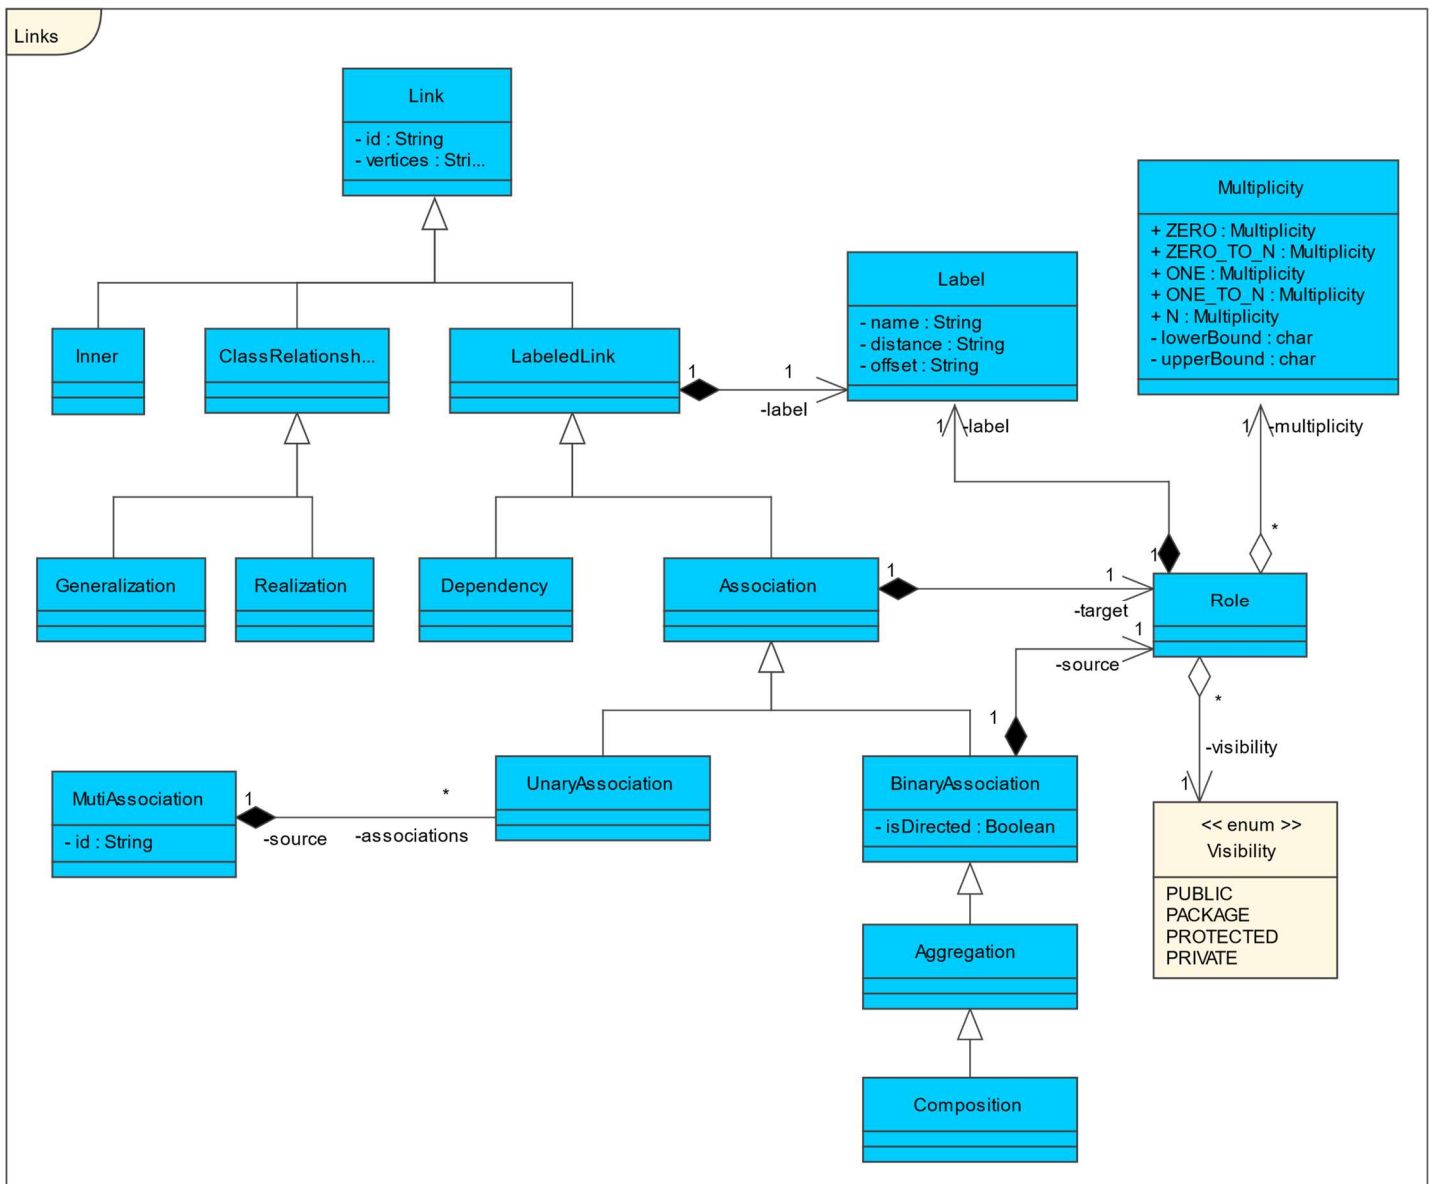 Links
Link
- id : String
- vertices : Stri...
Multiplicity
+ ZERO : Multiplicity
+ ZERO_TO_N : Multiplicity
+ ONE : Multiplicity
+ ONE_TO_N : Multiplicity
+ N : Multiplicity
- lowerBound : char
- upperBound : char
Label
- name : String
- distance : String
- offset : String
Inner
ClassRelationsh...
LabeledLink
1
1
-label
1
-label
1
-multiplicity
Generalization
Realization
Dependency
Association
1
1
-target
1
*
Role
1
-source
1
*
-visibility
1
MutiAssociation
- id : String
1
-source
*
-associations
UnaryAssociation
BinaryAssociation
- isDirected : Boolean
<< enum >>
Visibility
PUBLIC
PACKAGE
PROTECTED
PRIVATE
Aggregation
Composition